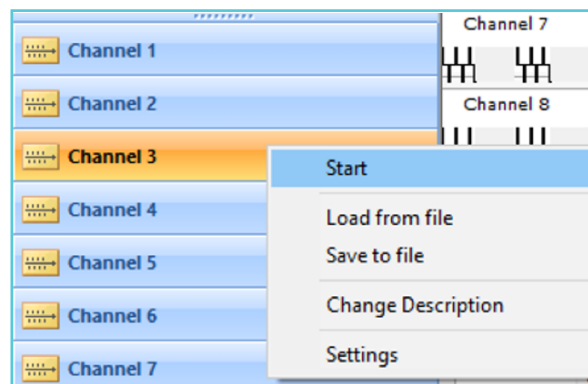 Channel 1
Channel 2
Channel 3
Channel 4
Channel 5
Channel 6
Channel 7
Channel 7
Channel 8
Start
Load from file
Save to file
Change Description
Settings